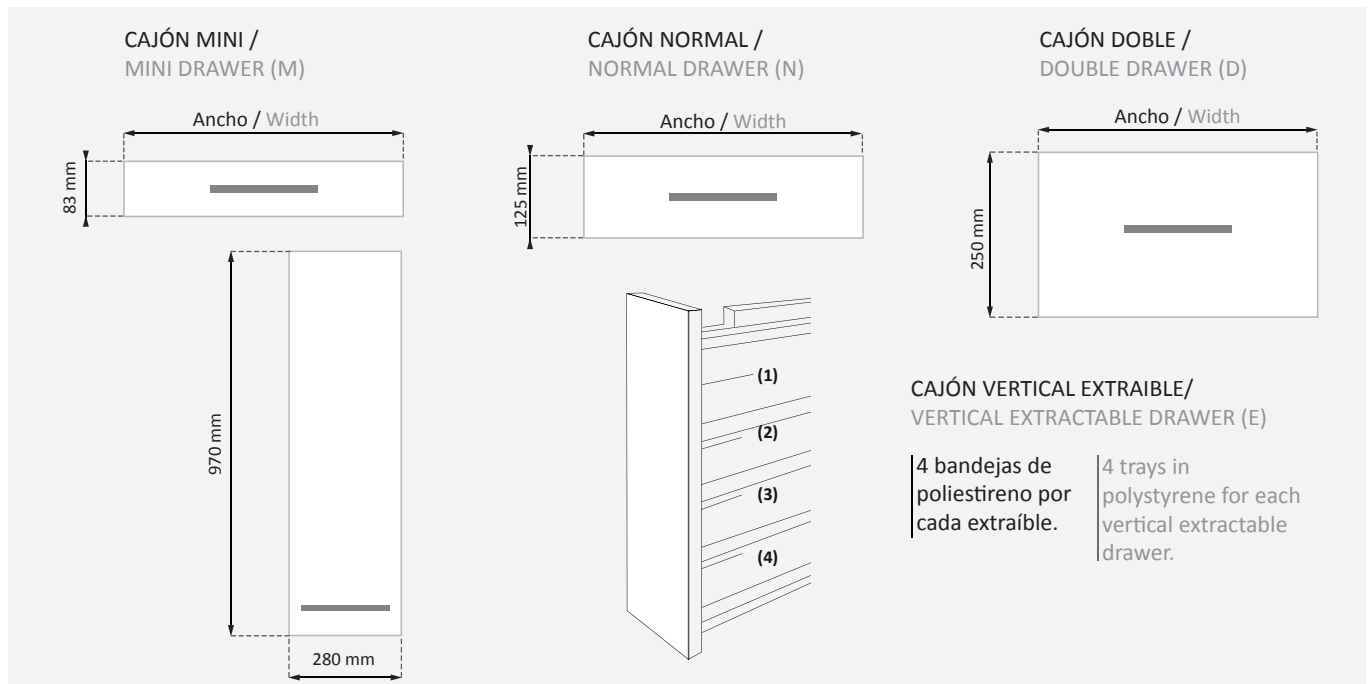 CAJÓN MINI /
MINI DRAWER (M)
Ancho / Width
83 mm
970 mm
280 mm
CAJÓN NORMAL /
NORMAL DRAWER (N)
Ancho / Width
125 mm
(1)
(2)
(3)
(4)
CAJÓN DOBLE /
DOUBLE DRAWER (D)
Ancho / Width
250 mm
CAJÓN VERTICAL EXTRAIBLE/
VERTICAL EXTRACTABLE DRAWER (E)
4 bandejas de
poliestireno por
cada extraíble.
4 trays in
polystyrene for each
vertical extractable
drawer.